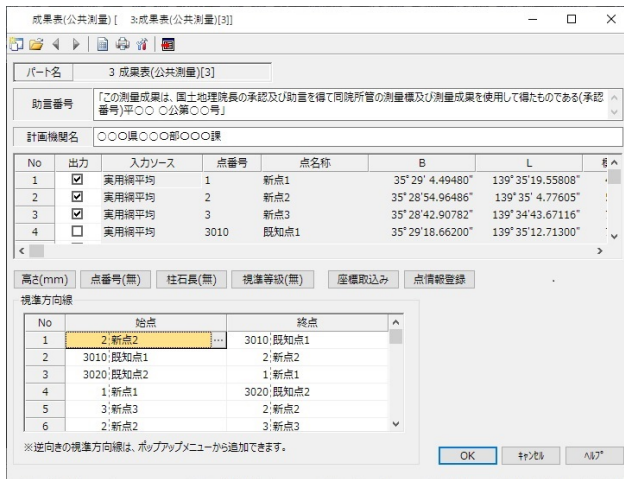 成果表(公共測量) [    3:成果表(公共測量)[3]]
パート名 3 成果表(公共測量)[3]
助言番号 「この測量成果は、国土地理院長の承認及び助言を得て同院所管の測量標及び測量成果を使用して得たものである(承認
番号)平〇〇 〇公第〇〇号」
計画機関名 〇〇〇県〇〇〇部〇〇〇課
No 出力 入力ソース 点番号 点名称 B L
1 実用網平均 1 新点1 35°29' 4.49480" 139°35'19.55808"
2 実用網平均 2 新点2 35°28'54.96486" 139°35' 4.77605"
3 実用網平均 3 新点3 35°28'42.90782" 139°34'43.67116"
4 実用網平均 3010 既知点1 35°29'18.66200" 139°35'12.71300"
高さ(mm) 点番号(無) 柱石長(無) 視準等級(無) 座標取込み 点情報登録
視準方向線
No 始点 終点
1 2 新点2 ... 3010 既知点1
2 3010 既知点1 2 新点2
3 3020 既知点2 1 新点1
4 1 新点1 3020 既知点2
5 3 新点3 2 新点2
6 2 新点2 3 新点3
※逆向きの視準方向線は、ポップアップメニューから追加できます。
OK キャンセル ヘルプ